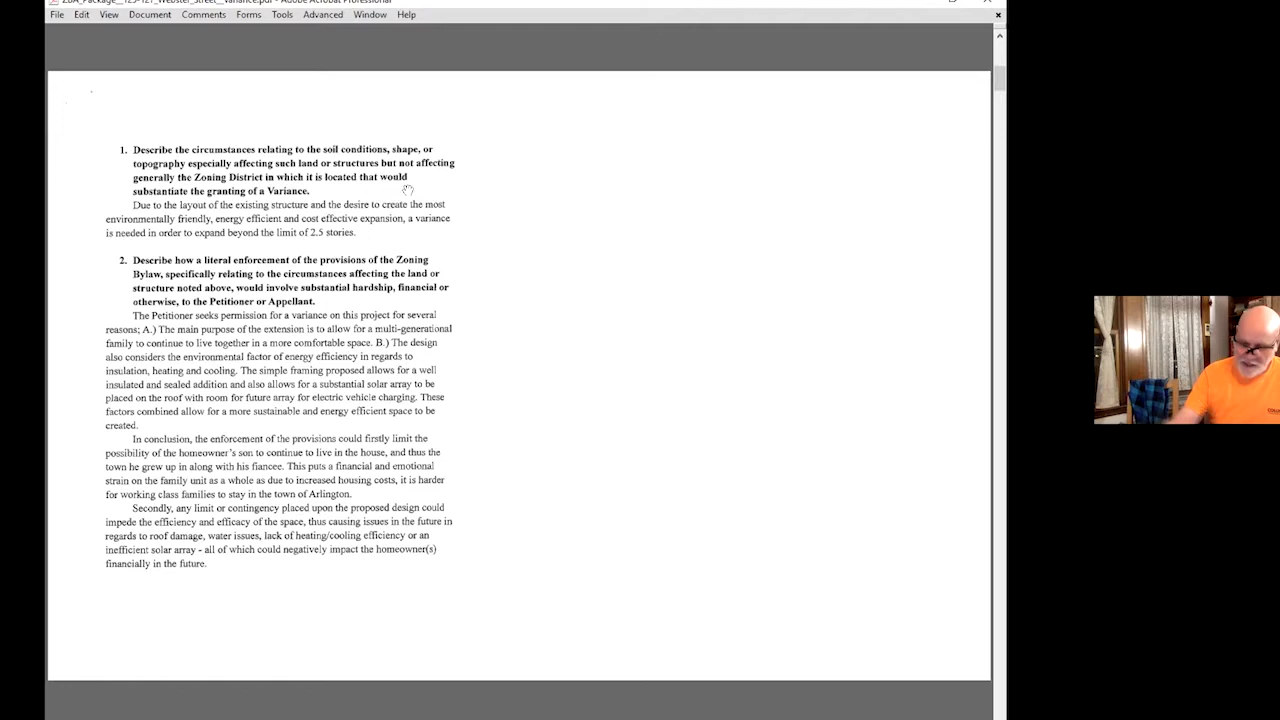 ZBA_Package__125-127_Webster_Street__Variance.pdf - Adobe Acrobat Professional
File Edit View Document Comments Forms Tools Advanced Window Help
1. Describe the circumstances relating to the soil conditions, shape, or
topography especially affecting such land or structures but not affecting
generally the Zoning District in which it is located that would
substantiate the granting of a Variance.
Due to the layout of the existing structure and the desire to create the most
environmentally friendly, energy efficient and cost effective expansion, a variance
is needed in order to expand beyond the limit of 2.5 stories.
2. Describe how a literal enforcement of the provisions of the Zoning
Bylaw, specifically relating to the circumstances affecting the land or
structure noted above, would involve substantial hardship, financial or
otherwise, to the Petitioner or Appellant.
The Petitioner seeks permission for a variance on this project for several
reasons; A.) The main purpose of the extension is to allow for a multi-generational
family to continue to live together in a more comfortable space. B.) The design
also considers the environmental factor of energy efficiency in regards to
insulation, heating and cooling. The simple framing proposed allows for a well
insulated and sealed addition and also allows for a substantial solar array to be
placed on the roof with room for future array for electric vehicle charging. These
factors combined allow for a more sustainable and energy efficient space to be
created.
In conclusion, the enforcement of the provisions could firstly limit the
possibility of the homeowner's son to continue to live in the house, and thus the
town he grew up in along with his fiancee. This puts a financial and emotional
strain on the family unit as a whole as due to increased housing costs, it is harder
for working class families to stay in the town of Arlington.
Secondly, any limit or contingency placed upon the proposed design could
impede the efficiency and efficacy of the space, thus causing issues in the future in
regards to roof damage, water issues, lack of heating/cooling efficiency or an
inefficient solar array - all of which could negatively impact the homeowner(s)
financially in the future.